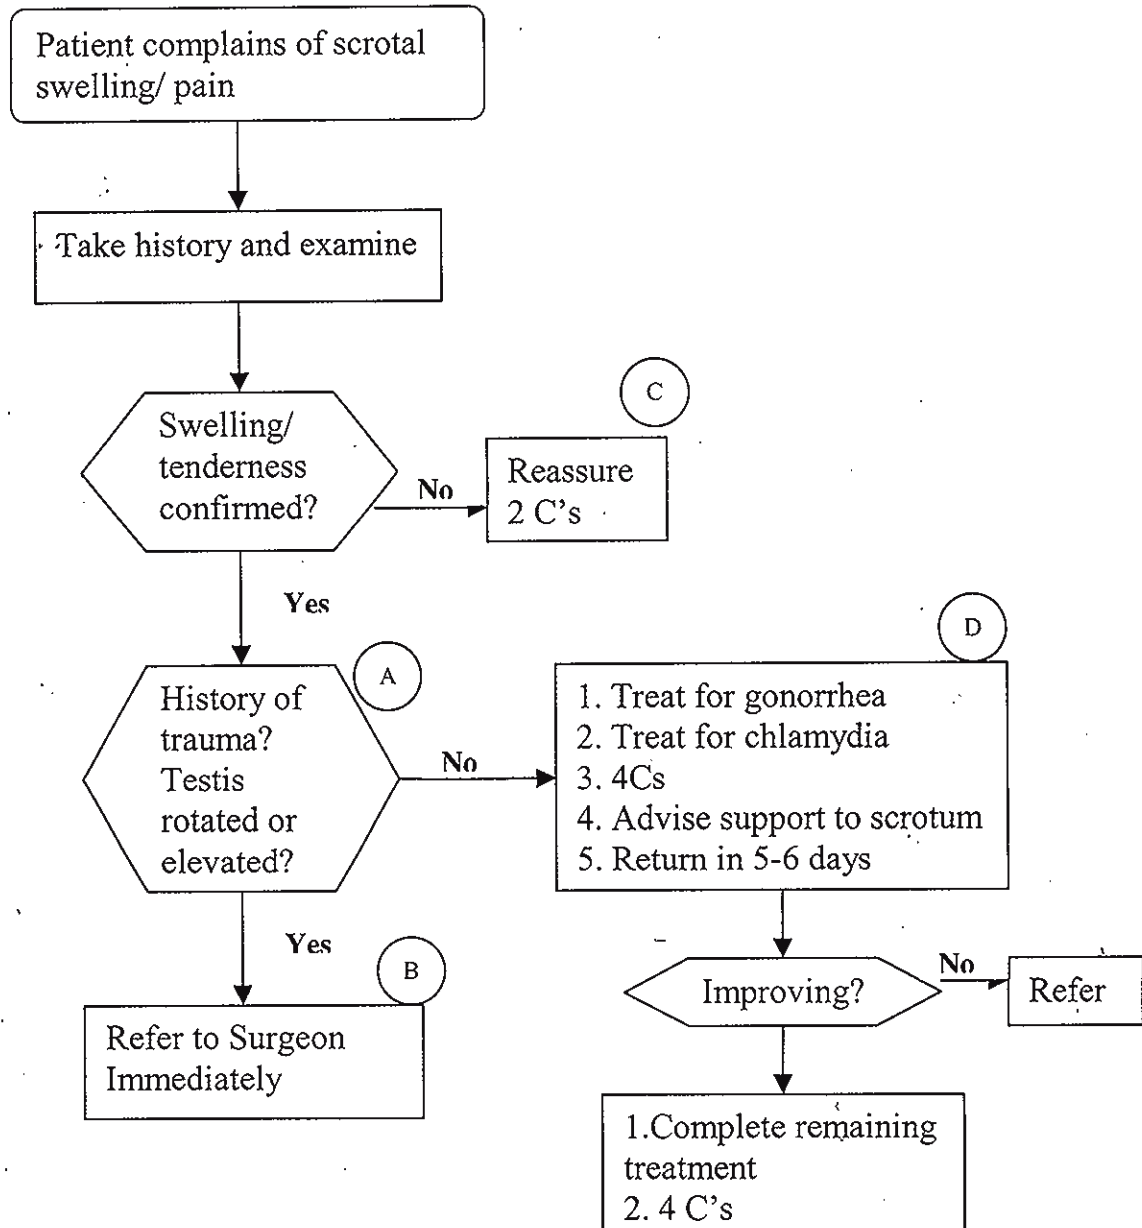 Patient complains of scrotal
swelling/ pain
Take history and examine
Swelling/
tenderness
confirmed?
No
C
Reassure
2 C's
Yes
A
History of
trauma?
Testis
rotated or
elevated?
No
D
1. Treat for gonorrhea
2. Treat for chlamydia
3. 4Cs
4. Advise support to scrotum
5. Return in 5-6 days
Yes
B
Refer to Surgeon
Immediately
Improving?
No
Refer
1.Complete remaining
treatment
2. 4 C's